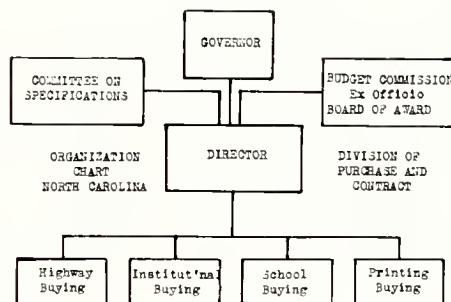 GOVERNOR
COMMITTEE ON
SPECIFICATIONS
BUDGET COMMISSION
Ex Officio
BOARD OF AWARD
ORGANIZATION
CHART
NORTH CAROLINA
DIRECTOR
DIVISION OF
PURCHASE AND
CONTRACT
Highway
Buying
Institut'nal
Buying
School
Buying
Printing
Buying